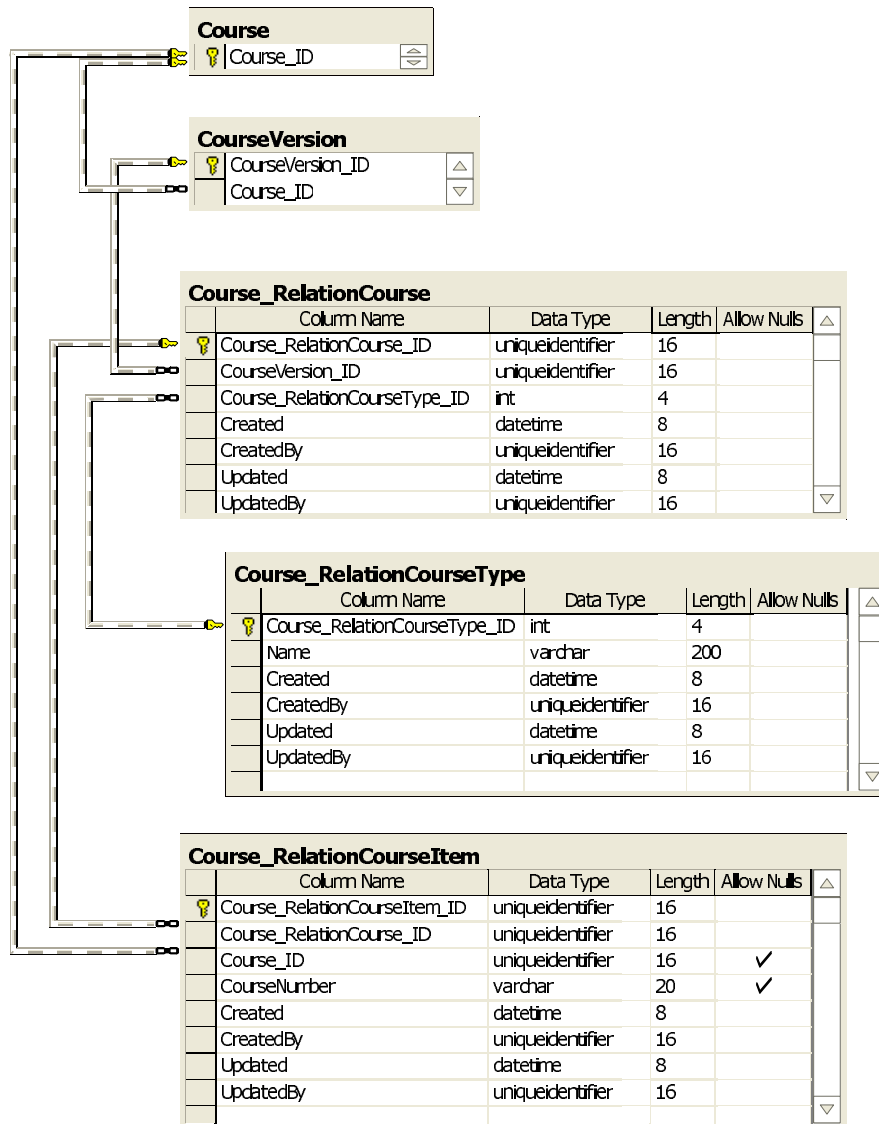 Course
Course_ID
CourseVersion
CourseVersion_ID
Course_ID
Course_RelationCourse
Column Name Data Type Length Allow Nulls
Course_RelationCourse_ID uniqueidentifier 16
CourseVersion_ID uniqueidentifier 16
Course_RelationCourseType_ID int 4
Created datetime 8
CreatedBy uniqueidentifier 16
Updated datetime 8
UpdatedBy uniqueidentifier 16
Course_RelationCourseType
Column Name Data Type Length Allow Nulls
Course_RelationCourseType_ID int 4
Name varchar 200
Created datetime 8
CreatedBy uniqueidentifier 16
Updated datetime 8
UpdatedBy uniqueidentifier 16
Course_RelationCourseItem
Column Name Data Type Length Allow Nulls
Course_RelationCourseItem_ID uniqueidentifier 16
Course_RelationCourse_ID uniqueidentifier 16
Course_ID uniqueidentifier 16 ✓
CourseNumber varchar 20 ✓
Created datetime 8
CreatedBy uniqueidentifier 16
Updated datetime 8
UpdatedBy uniqueidentifier 16